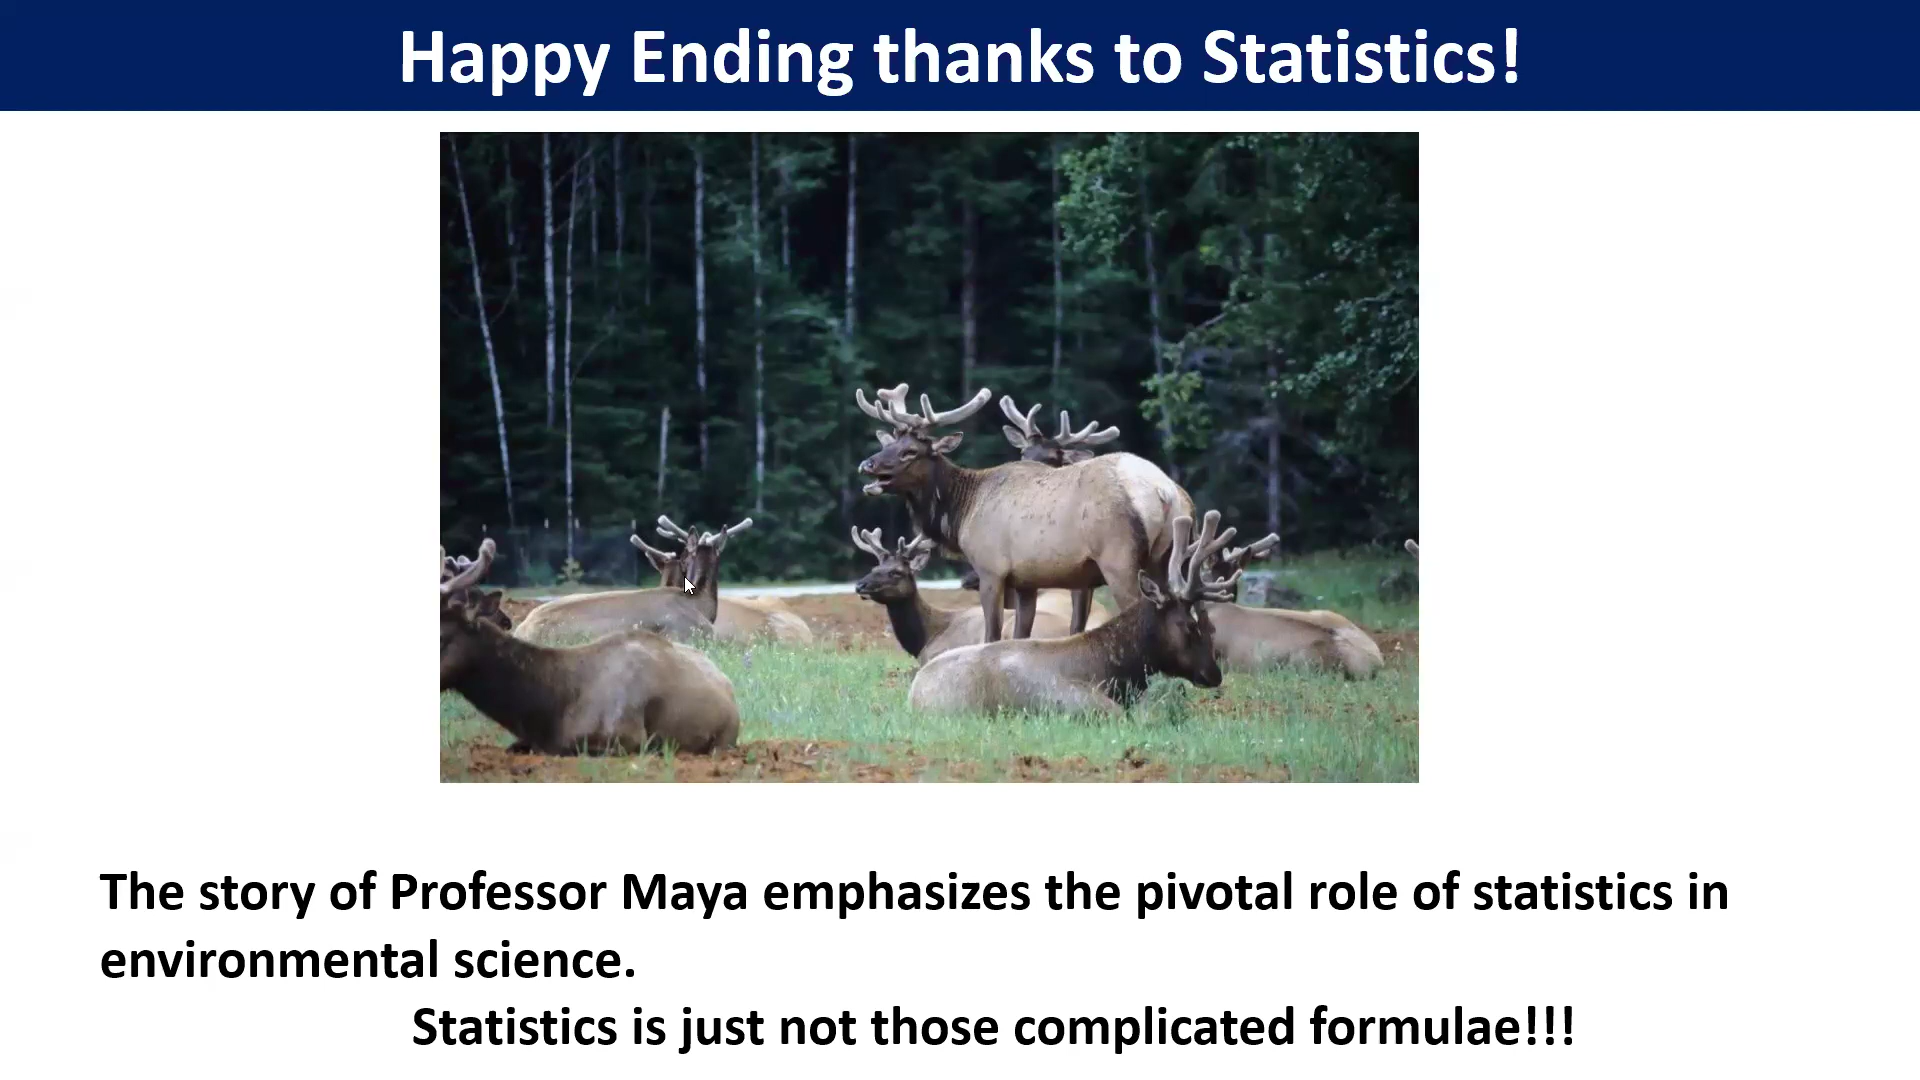 Happy Ending thanks to Statistics!
The story of Professor Maya emphasizes the pivotal role of statistics in
environmental science.
Statistics is just not those complicated formulae!!!